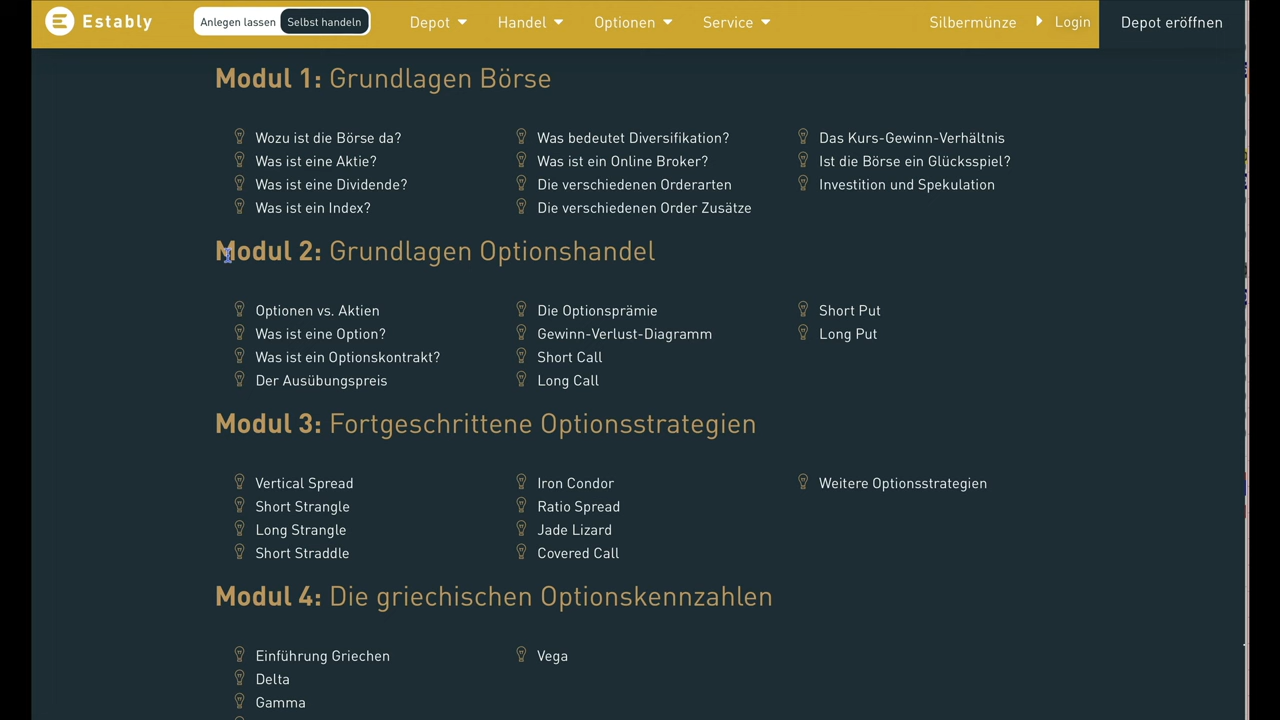 Estably
Anlegen lassen Selbst handeln
Depot Handel Optionen Service Silbermünze Login Depot eröffnen
Modul 1: Grundlagen Börse
Wozu ist die Börse da?
Was ist eine Aktie?
Was ist eine Dividende?
Was ist ein Index?
Was bedeutet Diversifikation?
Was ist ein Online Broker?
Die verschiedenen Orderarten
Die verschiedenen Order Zusätze
Das Kurs-Gewinn-Verhältnis
Ist die Börse ein Glücksspiel?
Investition und Spekulation
Modul 2: Grundlagen Optionshandel
Optionen vs. Aktien
Was ist eine Option?
Was ist ein Optionskontrakt?
Der Ausübungspreis
Die Optionsprämie
Gewinn-Verlust-Diagramm
Short Call
Long Call
Short Put
Long Put
Modul 3: Fortgeschrittene Optionsstrategien
Vertical Spread
Short Strangle
Long Strangle
Short Straddle
Iron Condor
Ratio Spread
Jade Lizard
Covered Call
Weitere Optionsstrategien
Modul 4: Die griechischen Optionskennzahlen
Einführung Griechen
Delta
Gamma
Vega